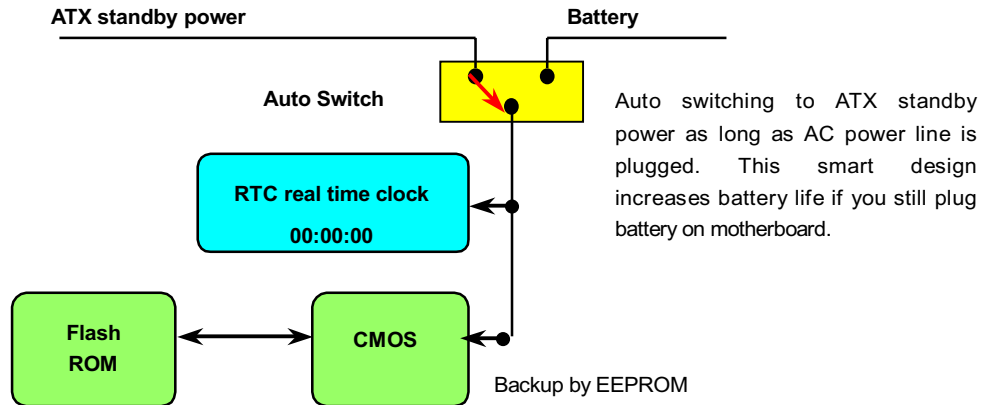 ATX standby power
Battery
Auto Switch
Auto switching to ATX standby
power as long as AC power line is
plugged. This smart design
increases battery life if you still plug
battery on motherboard.
RTC real time clock
00:00:00
Flash
ROM
CMOS
Backup by EEPROM